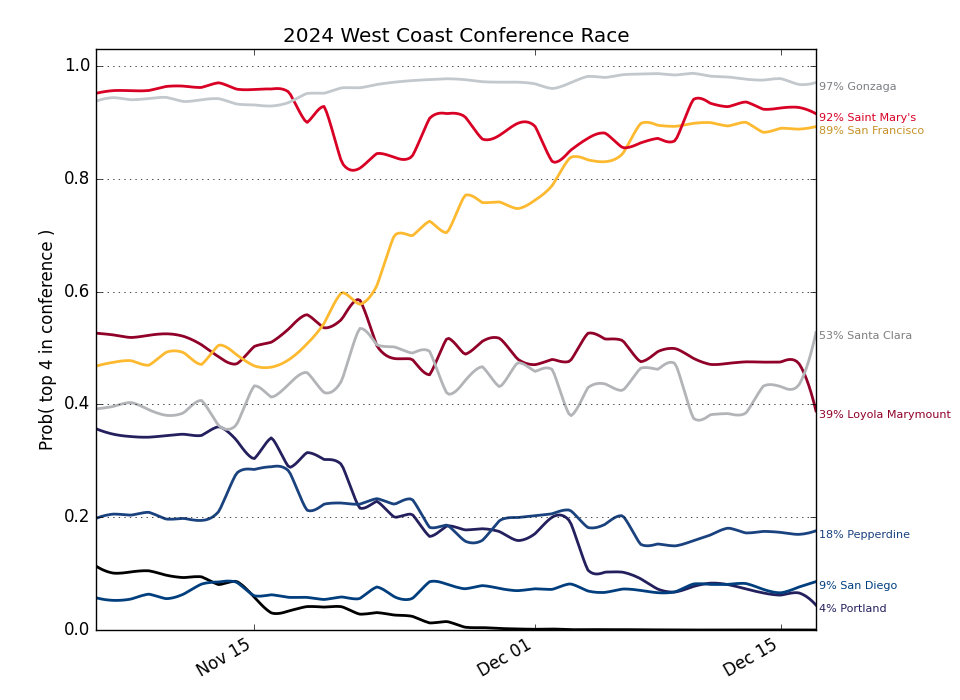 2024 West Coast Conference Race
Prob( top 4 in conference )
1.0
0.8
0.6
0.4
0.2
0.0
Nov 15
Dec 01
Dec 15
97% Gonzaga
92% Saint Mary's
89% San Francisco
53% Santa Clara
39% Loyola Marymount
18% Pepperdine
9% San Diego
4% Portland